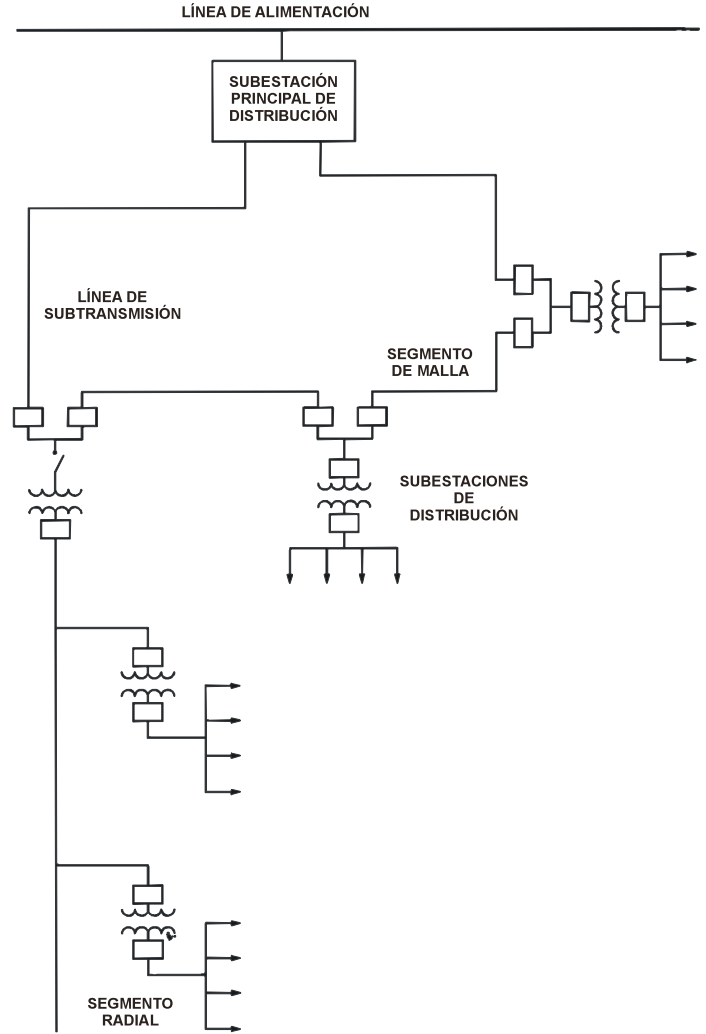 LÍNEA DE ALIMENTACIÓN
SUBESTACIÓN
PRINCIPAL DE
DISTRIBUCIÓN
LÍNEA DE
SUBTRANSMISIÓN
SEGMENTO
DE MALLA
SUBESTACIONES
DE
DISTRIBUCIÓN
SEGMENTO
RADIAL